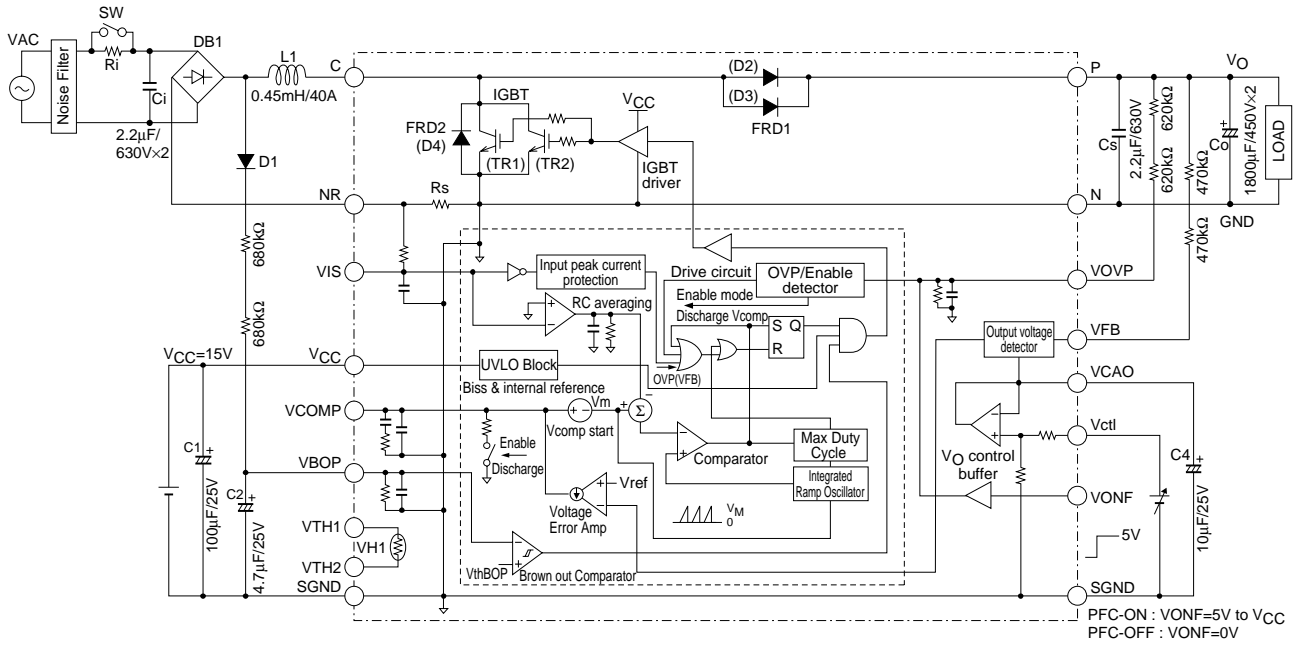 SW
VAC
Noise Filter
Ri
Ci
2.2μF/
630V×2
DB1
L1
0.45mH/40A
D1
680kΩ
680kΩ
C
NR
Rs
FRD2
(D4)
IGBT
(TR1)
(TR2)
VCC
IGBT
driver
(D2)
(D3)
FRD1
P
N
VO
Cs
2.2μF/630V
620kΩ
620kΩ
470kΩ
470kΩ
+
Co
1800μF/450V×2
LOAD
GND
VIS
Input peak current
protection
RC averaging
+
−
Drive circuit
OVP/Enable
detector
Enable mode
Discharge Vcomp
S Q
R
OVP(VFB)
VOVP
VFB
Output voltage
detector
VCC=15V
VCC
UVLO Block
Biss & internal reference
VCOMP
+ −
Vm
Vcomp start
+
−
Σ
−
+
Comparator
Max Duty
Cycle
Integrated
Ramp Oscillator
VM
0
Enable
Discharge
VCAO
−
+
Vctl
VO control
buffer
VONF
C4
+
10μF/25V
5V
C1
+
100μF/25V
VBOP
C2
+
4.7μF/25V
Vref
+
−
Voltage
Error Amp
VTH1
VH1
VTH2
−
+
VthBOP
Brown out Comparator
SGND
SGND
PFC-ON : VONF=5V to VCC
PFC-OFF : VONF=0V